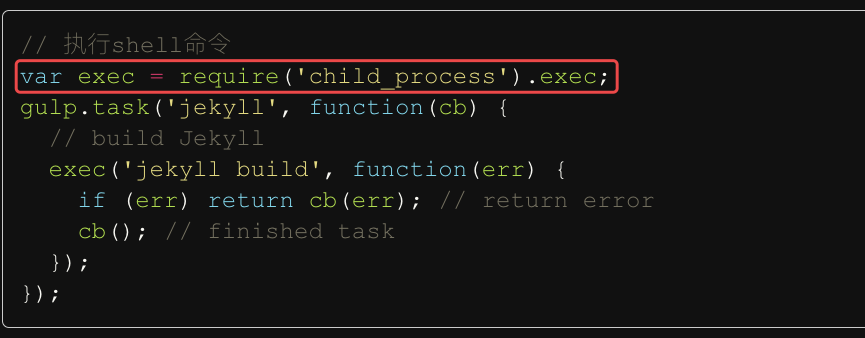 // 执行shell命令
var exec = require('child_process').exec;
gulp.task('jekyll', function(cb) {
  // build Jekyll
  exec('jekyll build', function(err) {
    if (err) return cb(err); // return error
    cb(); // finished task
  });
});